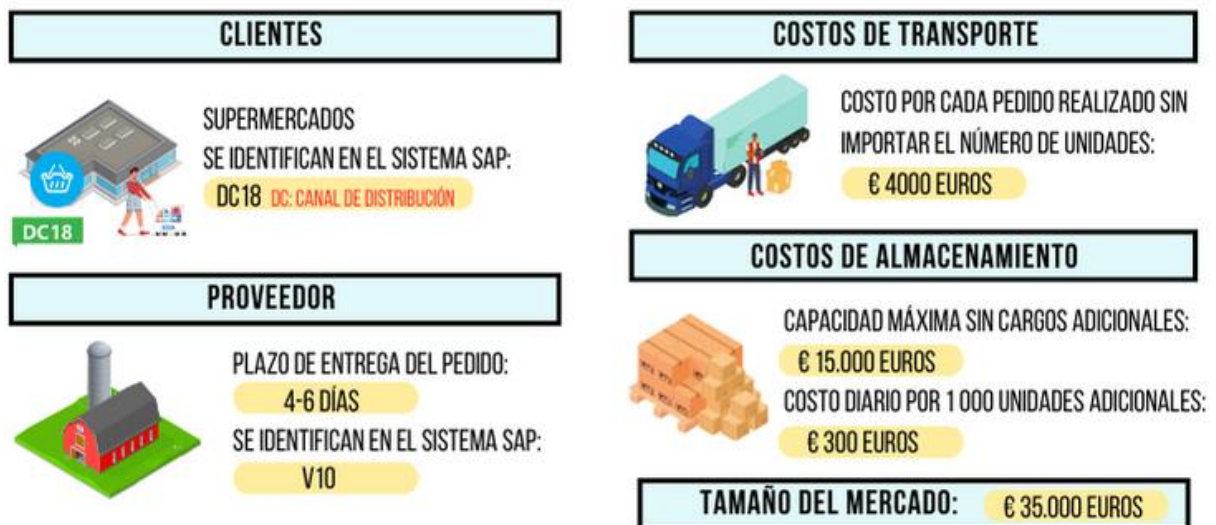 CLIENTES
SUPERMERCADOS
SE IDENTIFICAN EN EL SISTEMA SAP:
DC18 DC: CANAL DE DISTRIBUCIÓN
DC18
PROVEEDOR
PLAZO DE ENTREGA DEL PEDIDO:
4-6 DÍAS
SE IDENTIFICAN EN EL SISTEMA SAP:
V10
COSTOS DE TRANSPORTE
COSTO POR CADA PEDIDO REALIZADO SIN
IMPORTAR EL NÚMERO DE UNIDADES:
€ 4000 EUROS
COSTOS DE ALMACENAMIENTO
CAPACIDAD MÁXIMA SIN CARGOS ADICIONALES:
€ 15.000 EUROS
COSTO DIARIO POR 1 000 UNIDADES ADICIONALES:
€ 300 EUROS
TAMAÑO DEL MERCADO: € 35.000 EUROS